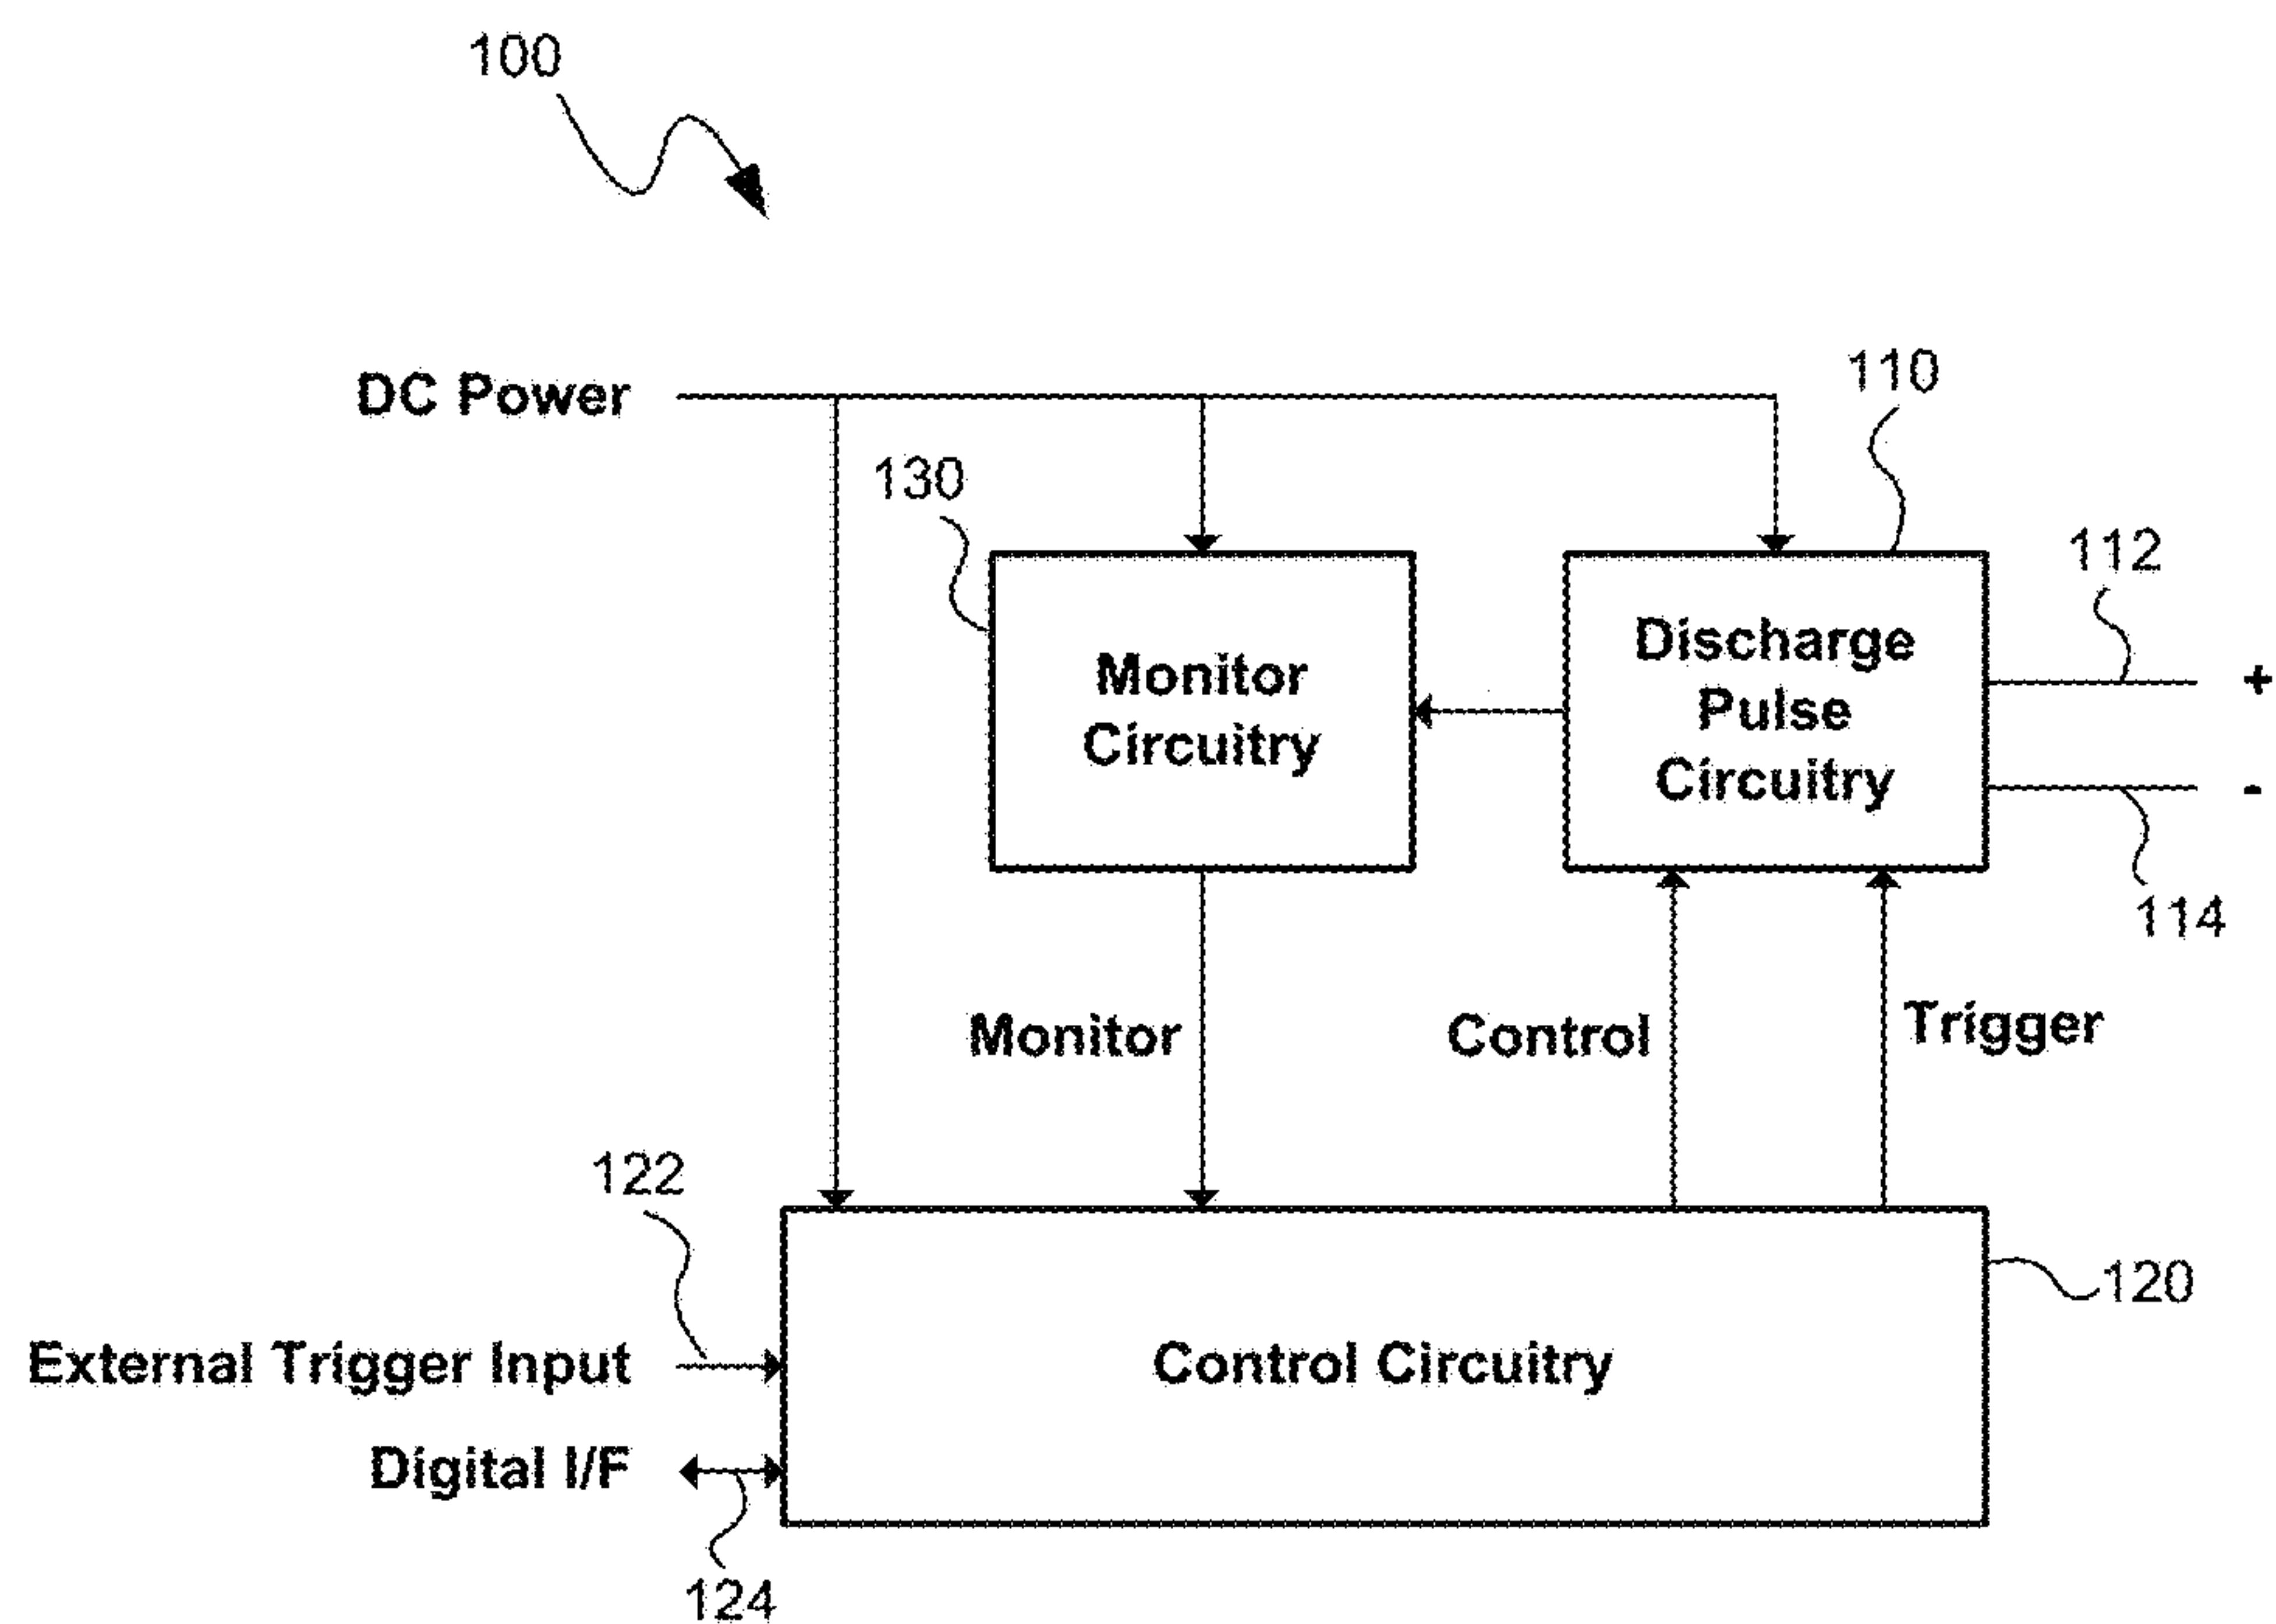 100
DC Power
110
130
112
Monitor
Circuitry
Discharge
Pulse
Circuitry
+
-
114
Monitor
Control
Trigger
122
120
External Trigger Input
Control Circuitry
Digital I/F
124